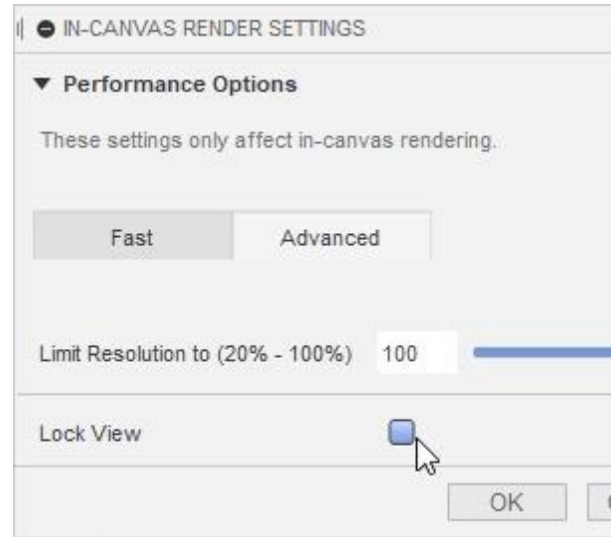 IN-CANVAS RENDER SETTINGS
Performance Options
These settings only affect in-canvas rendering.
Fast Advanced
Limit Resolution to (20% - 100%) 100
Lock View
OK